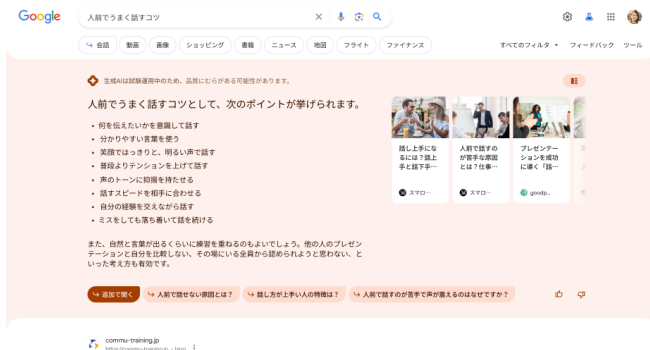 Google
人前でうまく話すコツ
会話 動画 画像 ショッピング 書籍 ニュース 地図 フライト ファイナンス
すべてのフィルタ フィードバック ツール
生成AIは試験運用中のため、品質にむらがある可能性があります。
人前でうまく話すコツとして、次のポイントが挙げられます。
・何を伝えたいかを意識して話す
・分かりやすい言葉を使う
・笑顔ではっきりと、明るい声で話す
・普段よりテンションを上げて話す
・声のトーンに抑揚を持たせる
・話すスピードを相手に合わせる
・自分の経験を交えながら話す
・ミスをしても落ち着いて話を続ける
また、自然と言葉が出るくらいに練習を重ねるのもよいでしょう。他の人のプレゼン
テーションと自分を比較しない、その場にいる全員から認められようと思わない、と
いった考え方も有効です。
話し上手にな
るには？話上
手と話下手…
スマロ…
人前で話すの
が苦手な原因
とは？仕事…
スマロ…
プレゼンテー
ションを成功
に導く「話…
goodp…
追加で聞く
人前で話せない原因とは？
話し方が上手い人の特徴は？
人前で話すのが苦手で声が震えるのはなぜですか？
commu-training.jp